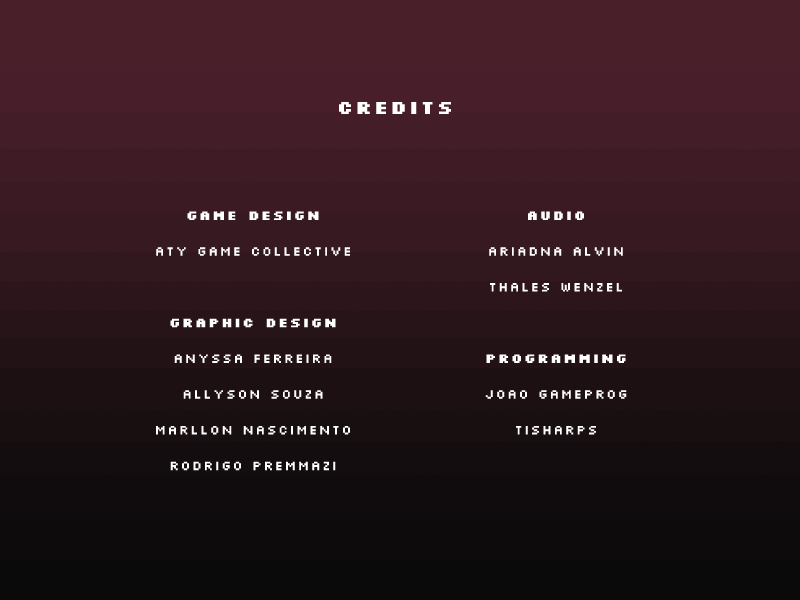 CREDITS
GAME DESIGN
ATY GAME COLLECTIVE
GRAPHIC DESIGN
ANYSSA FERREIRA
ALLYSON SOUZA
MARLLON NASCIMENTO
RODRIGO PREMMAZI
AUDIO
ARIADNA ALVIN
THALES WENZEL
PROGRAMMING
JOAO GAMEPROG
TISHARPS